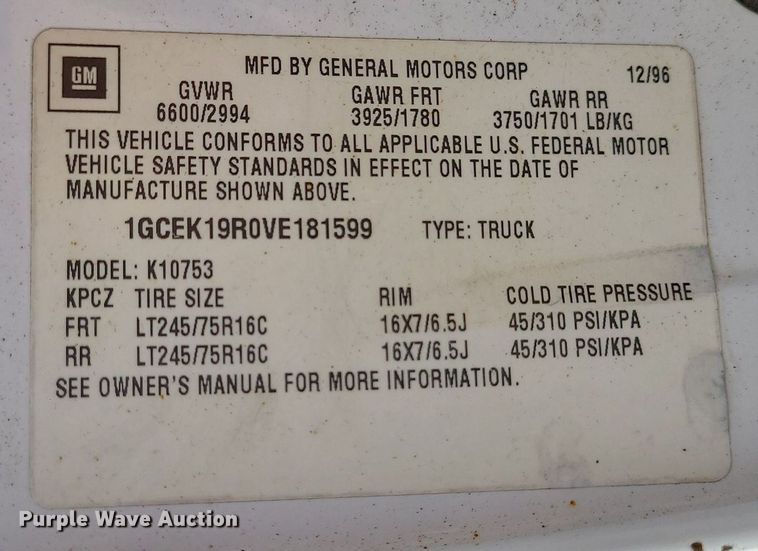 GM
MFD BY GENERAL MOTORS CORP 12/96
GVWR GAWR FRT GAWR RR
6600/2994 3925/1780 3750/1701 LB/KG
THIS VEHICLE CONFORMS TO ALL APPLICABLE U.S. FEDERAL MOTOR
VEHICLE SAFETY STANDARDS IN EFFECT ON THE DATE OF
MANUFACTURE SHOWN ABOVE.
1GCEK19R0VE181599 TYPE: TRUCK
MODEL: K10753
KPCZ TIRE SIZE RIM COLD TIRE PRESSURE
FRT LT245/75R16C 16X7/6.5J 45/310 PSI/KPA
RR LT245/75R16C 16X7/6.5J 45/310 PSI/KPA
SEE OWNER'S MANUAL FOR MORE INFORMATION.
Purple Wave Auction